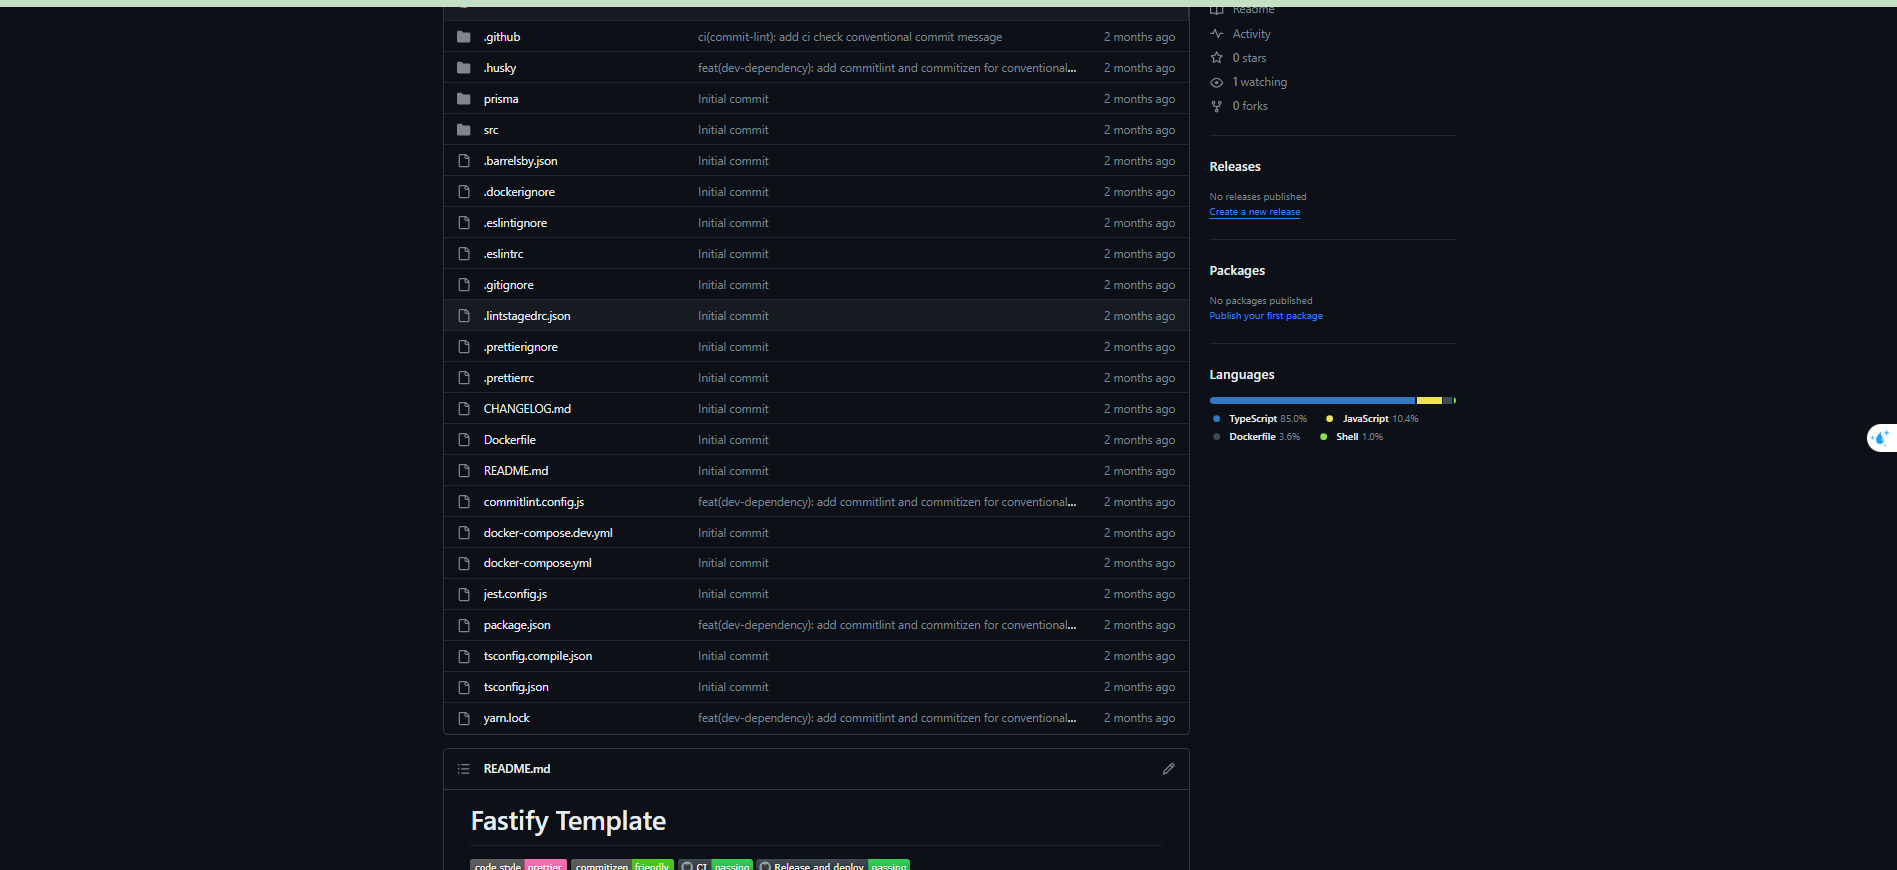 Readme
.github ci(commit-lint): add ci check conventional commit message 2 months ago
Activity
.husky feat(dev-dependency): add commitlint and commitizen for conventional... 2 months ago
0 stars
1 watching
prisma Initial commit 2 months ago
0 forks
src Initial commit 2 months ago
.barrelsby.json Initial commit 2 months ago
Releases
.dockerignore Initial commit 2 months ago
No releases published
Create a new release
.eslintignore Initial commit 2 months ago
.eslintrc Initial commit 2 months ago
Packages
.gitignore Initial commit 2 months ago
No packages published
.lintstagedrc.json Initial commit 2 months ago
Publish your first package
.prettierignore Initial commit 2 months ago
.prettierrc Initial commit 2 months ago
Languages
CHANGELOG.md Initial commit 2 months ago
TypeScript 85.0% JavaScript 10.4%
Dockerfile Initial commit 2 months ago
Dockerfile 3.6% Shell 1.0%
README.md Initial commit 2 months ago
commitlint.config.js feat(dev-dependency): add commitlint and commitizen for conventional... 2 months ago
docker-compose.dev.yml Initial commit 2 months ago
docker-compose.yml Initial commit 2 months ago
jest.config.js Initial commit 2 months ago
package.json feat(dev-dependency): add commitlint and commitizen for conventional... 2 months ago
tsconfig.compile.json Initial commit 2 months ago
tsconfig.json Initial commit 2 months ago
yarn.lock feat(dev-dependency): add commitlint and commitizen for conventional... 2 months ago
README.md
Fastify Template
code style prettier commitizen friendly CI passing Release and deploy passing